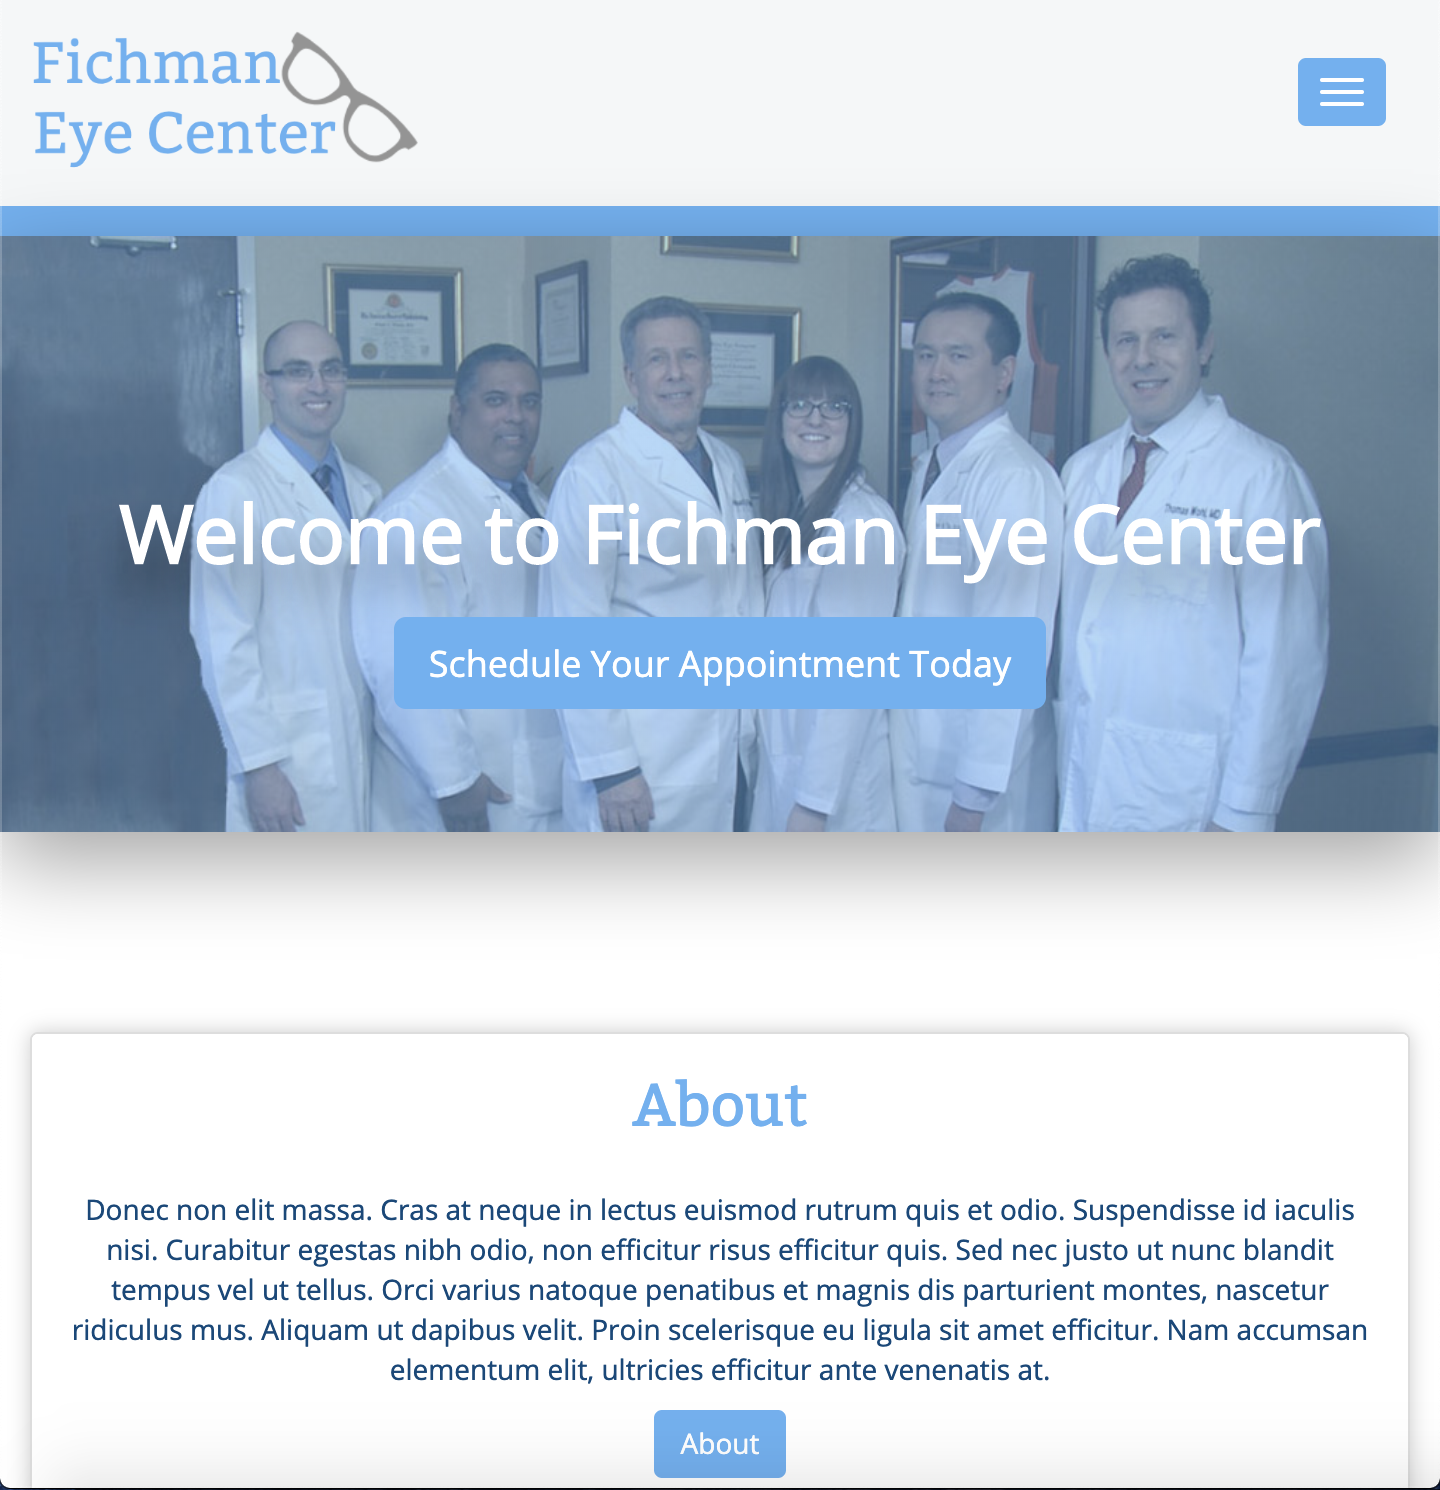 Fichman
Eye Center
Thomas Wohl, MD
Welcome to Fichman Eye Center
Schedule Your Appointment Today
About
Donec non elit massa. Cras at neque in lectus euismod rutrum quis et odio. Suspendisse id iaculis
nisi. Curabitur egestas nibh odio, non efficitur risus efficitur quis. Sed nec justo ut nunc blandit
tempus vel ut tellus. Orci varius natoque penatibus et magnis dis parturient montes, nascetur
ridiculus mus. Aliquam ut dapibus velit. Proin scelerisque eu ligula sit amet efficitur. Nam accumsan
elementum elit, ultricies efficitur ante venenatis at.
About